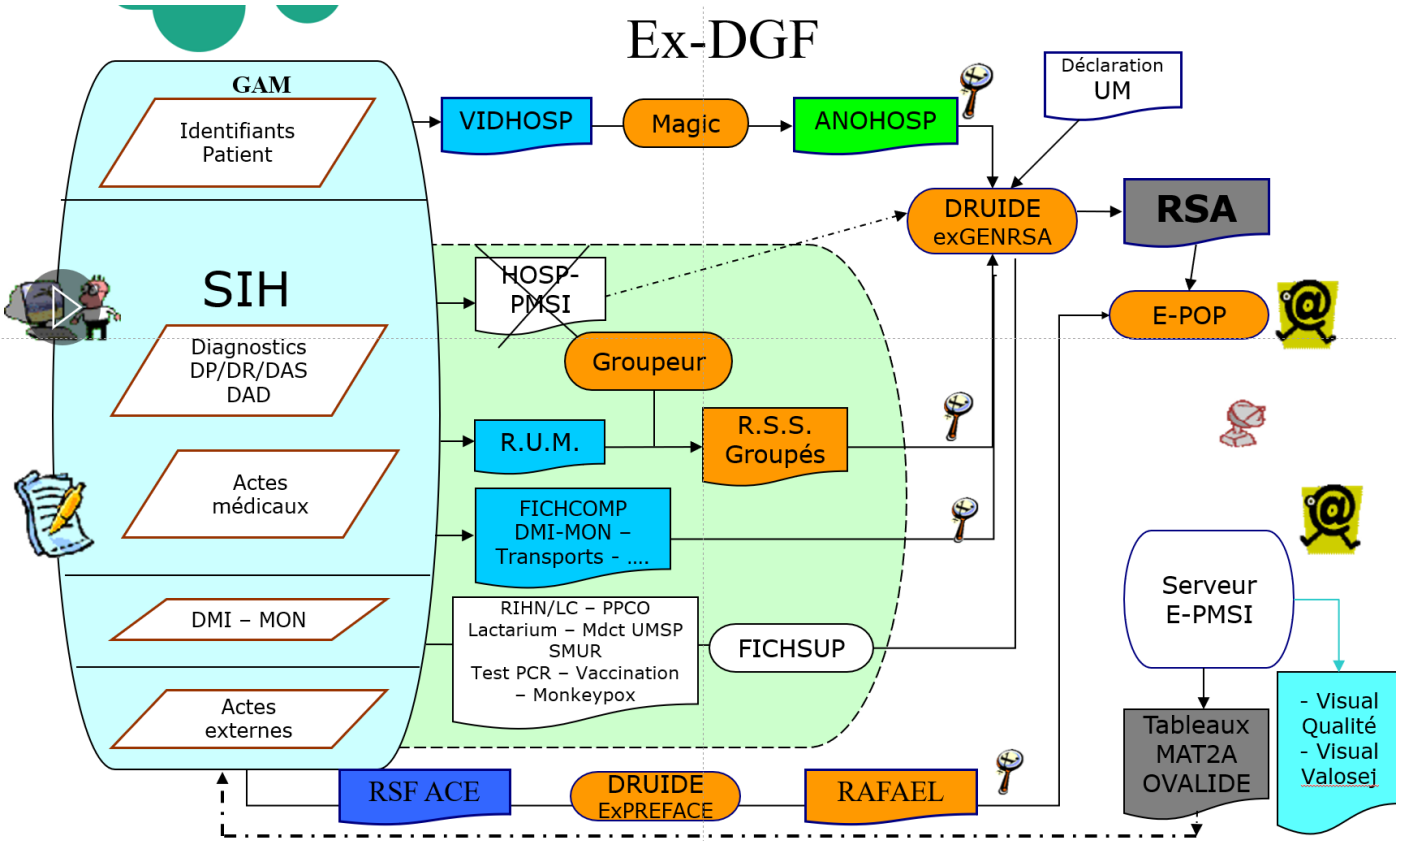 Ex-DGF
GAM
Identifiants
Patient
VIDHOSP
Magic
ANOHOSP
Déclaration
UM
DRUIDE
exGENRSA
RSA
SIH
HOSP-
PMSI
E-POP
Diagnostics
DP/DR/DAS
DAD
Groupeur
R.U.M.
R.S.S.
Groupés
Actes
médicaux
FICHCOMP
DMI-MON –
Transports - ....
DMI – MON
RIHN/LC – PPCO
Lactarium – Mdct UMSP
SMUR
Test PCR – Vaccination
– Monkeypox
FICHSUP
Serveur
E-PMSI
Actes
externes
- Visual
Qualité
- Visual
Valosej
Tableaux
MAT2A
OVALIDE
RSF ACE
DRUIDE
ExPREFACE
RAFAEL
@
@